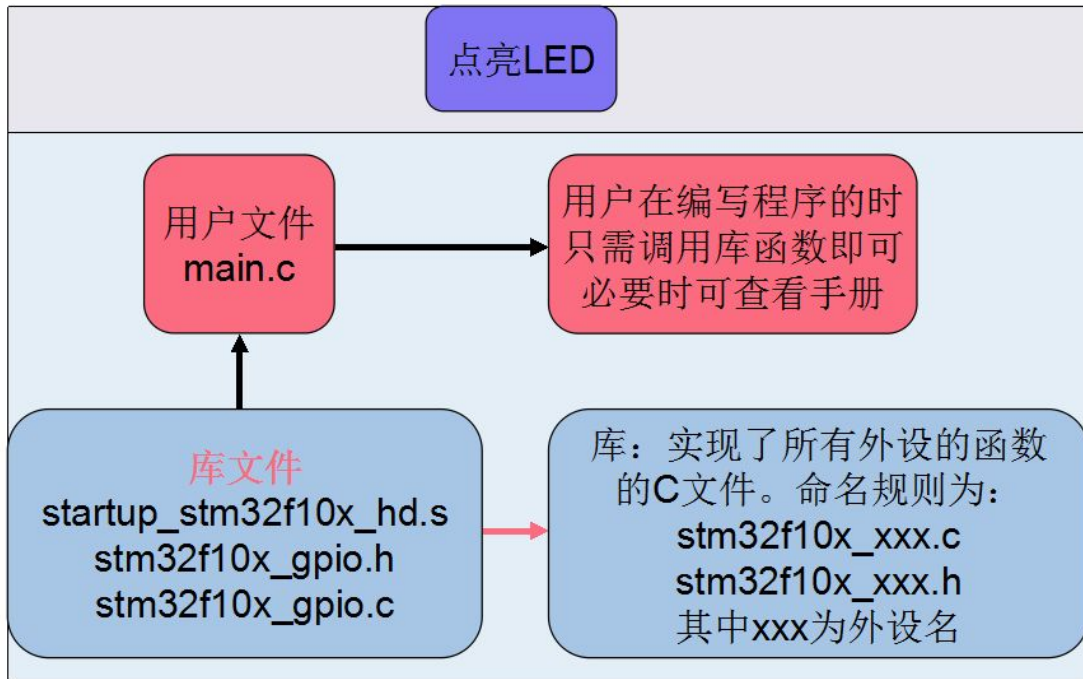 点亮LED
用户文件
main.c
用户在编写程序的时
只需调用库函数即可
必要时可查看手册
库文件
startup_stm32f10x_hd.s
stm32f10x_gpio.h
stm32f10x_gpio.c
库：实现了所有外设的函数
的C文件。命名规则为：
stm32f10x_xxx.c
stm32f10x_xxx.h
其中xxx为外设名